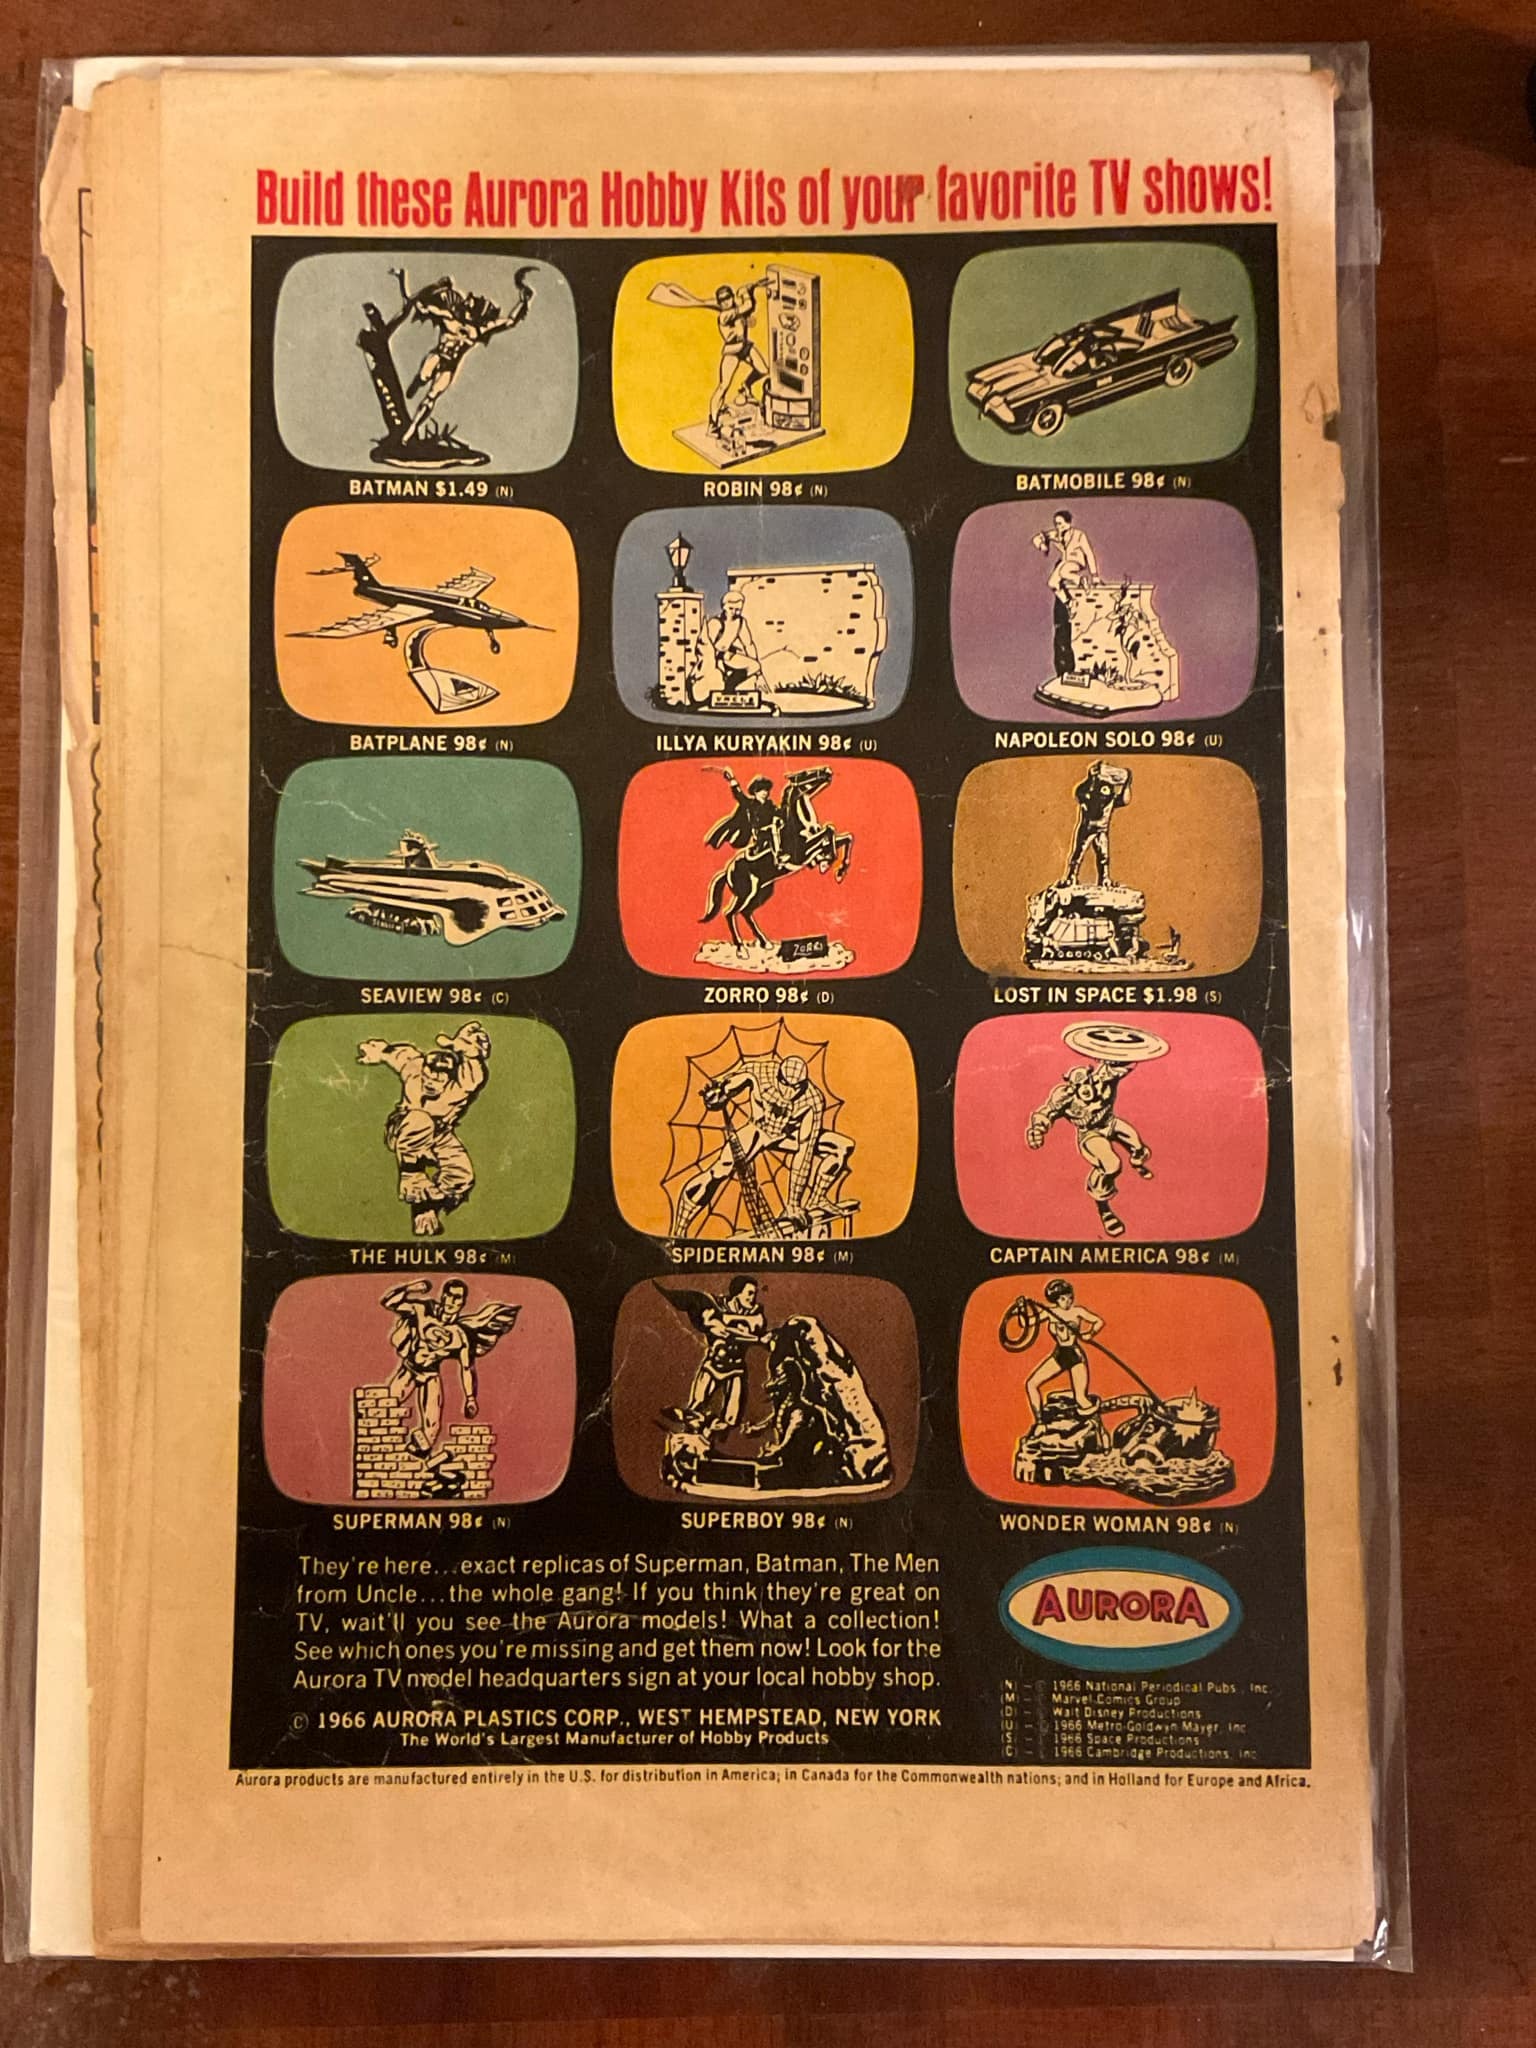 Build these Aurora Hobby Kits of your favorite TV shows!
BATMAN $1.49 (N)
ROBIN 98¢ (N)
BATMOBILE 98¢ (N)
BATPLANE 98¢ (N)
ILLYA KURYAKIN 98¢ (U)
NAPOLEON SOLO 98¢ (U)
SEAVIEW 98¢ (C)
ZORRO
ZORRO 98¢ (D)
LOST IN SPACE $1.98 (S)
THE HULK 98¢ (M)
SPIDERMAN 98¢ (M)
CAPTAIN AMERICA 98¢ (M)
SUPERMAN 98¢ (N)
SUPERBOY 98¢ (N)
WONDER WOMAN 98¢ (N)
They're here...exact replicas of Superman, Batman, The Men
from Uncle...the whole gang! If you think they're great on
TV, wait'll you see the Aurora models! What a collection!
See which ones you're missing and get them now! Look for the
Aurora TV model headquarters sign at your local hobby shop.
© 1966 AURORA PLASTICS CORP., WEST HEMPSTEAD, NEW YORK
The World's Largest Manufacturer of Hobby Products
AURORA
(N) - © 1966 National Periodical Pubs., Inc.
(M) - Marvel Comics Group
(D) - Walt Disney Productions
(U) - © 1966 Metro-Goldwyn Mayer, Inc
(S) - 1966 Space Productions
(C) - 1966 Cambridge Productions, Inc
Aurora products are manufactured entirely in the U.S. for distribution in America; in Canada for the Commonwealth nations; and in Holland for Europe and Africa.